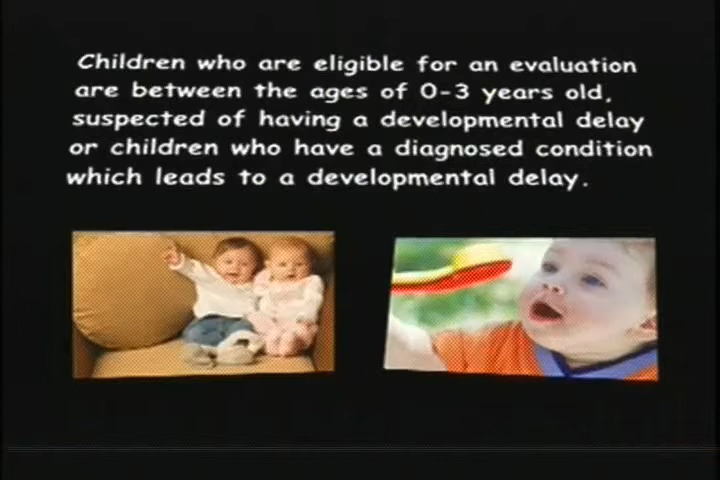 Children who are eligible for an evaluation
are between the ages of 0-3 years old,
suspected of having a developmental delay
or children who have a diagnosed condition
which leads to a developmental delay.